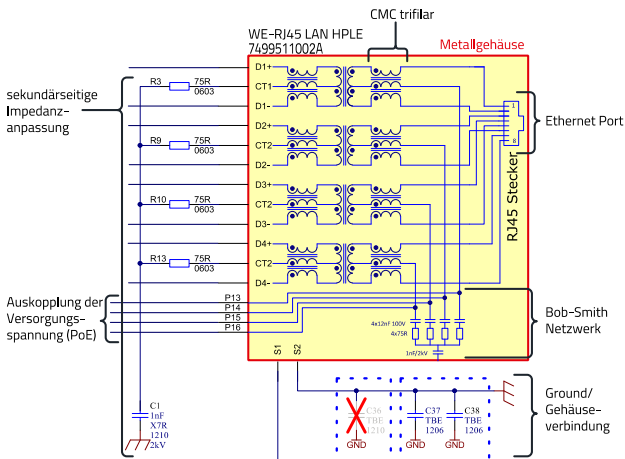 CMC trifilar
WE-RJ45 LAN HPLE
7499511002A
Metallgehäuse
sekundärseitige
Impedanz-
anpassung
R3 75R
0603
R9 75R
0603
R10 75R
0603
R13 75R
0603
D1+
CT1
D1-
D2+
CT2
D2-
D3+
CT2
D3-
D4+
CT2
D4-
1
8
RJ45 Stecker
Ethernet Port
Auskopplung der
Versorgungs-
spannung (PoE)
P13
P14
P15
P16
4x12nF 100V
4x75R
1nF/2kV
Bob-Smith
Netzwerk
S1
S2
C1
1nF
X7R
1210
2kV
C36
TBE
1210
GND
C37
TBE
1206
GND
C38
TBE
1206
GND
Ground/
Gehäuse-
verbindung